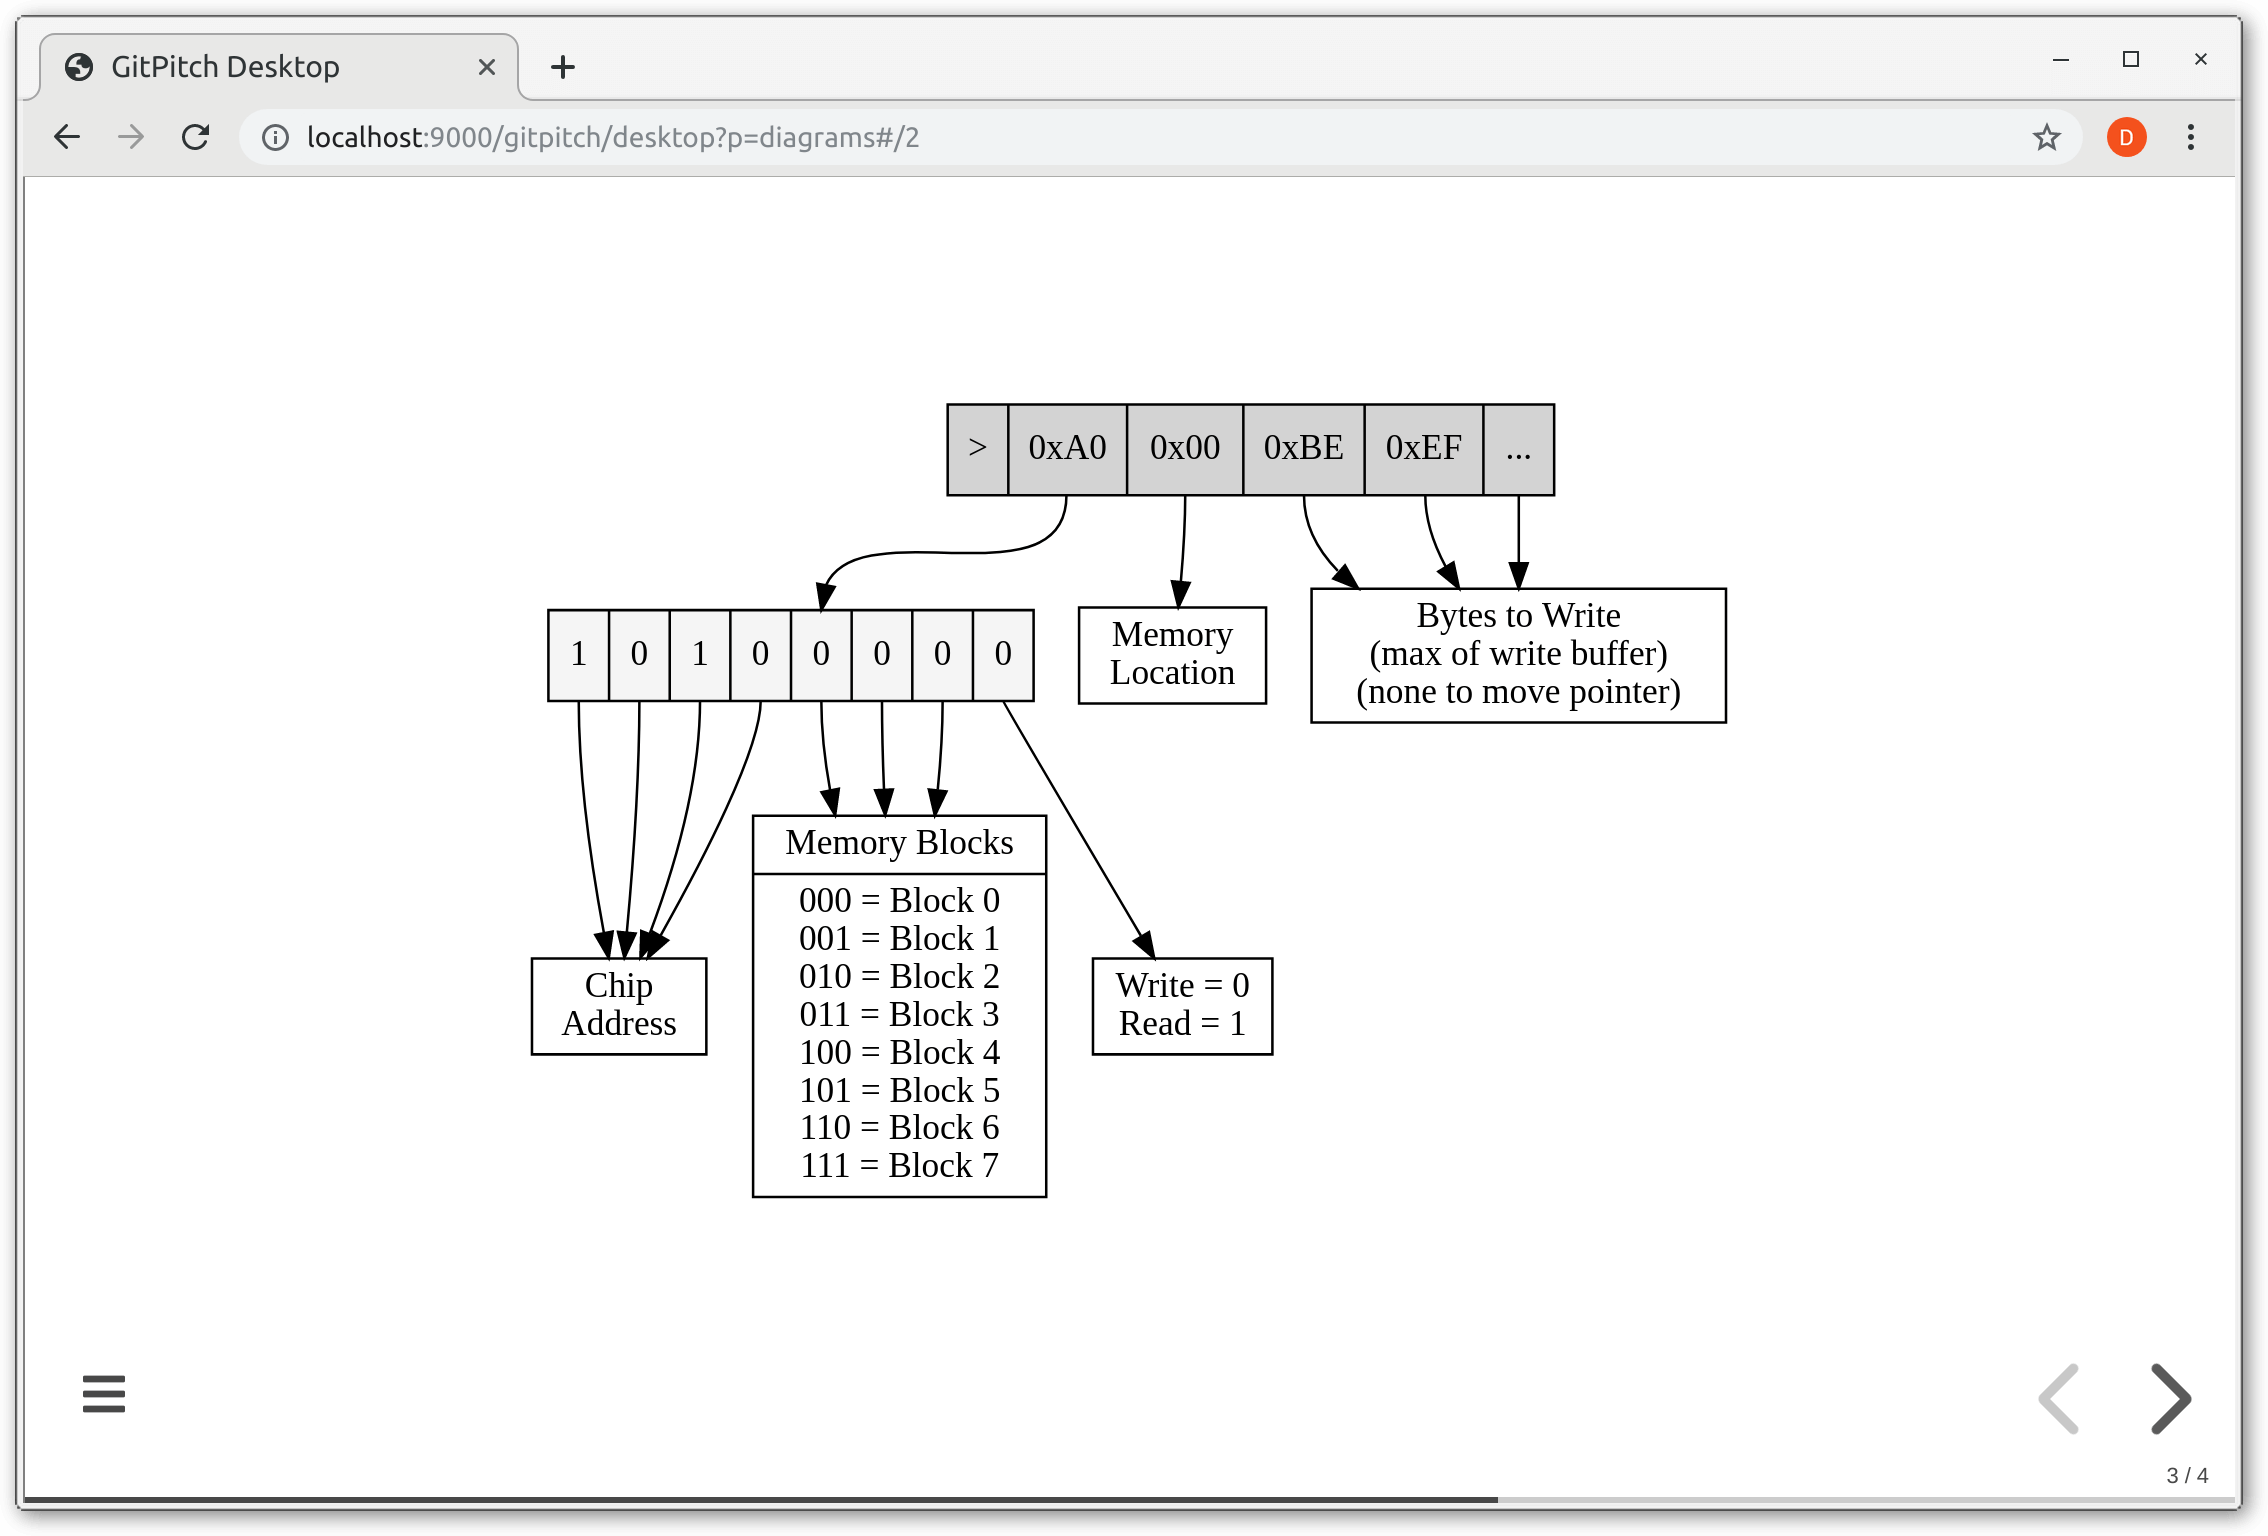 GitPitch Desktop
localhost:9000/gitpitch/desktop?p=diagrams#/2
D
> 0xA0 0x00 0xBE 0xEF ...
1 0 1 0 0 0 0 0
Memory
Location
Bytes to Write
(max of write buffer)
(none to move pointer)
Chip
Address
Memory Blocks
000 = Block 0
001 = Block 1
010 = Block 2
011 = Block 3
100 = Block 4
101 = Block 5
110 = Block 6
111 = Block 7
Write = 0
Read = 1
3 / 4